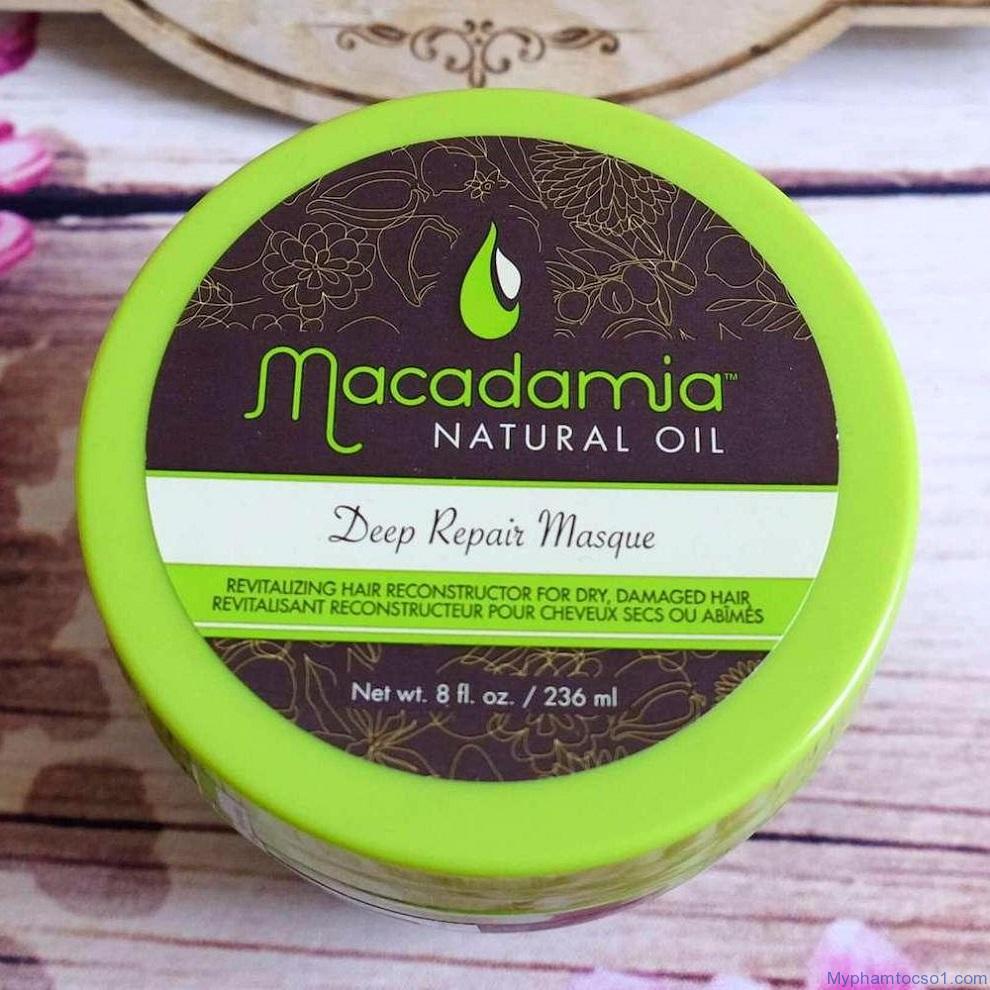 Macadamia™
NATURAL OIL
Deep Repair Masque
REVITALIZING HAIR RECONSTRUCTOR FOR DRY, DAMAGED HAIR
REVITALISANT RECONSTRUCTEUR POUR CHEVEUX SECS OU ABÎMÉS
Net wt. 8 fl. oz. / 236 ml
Myphamtocso1.com